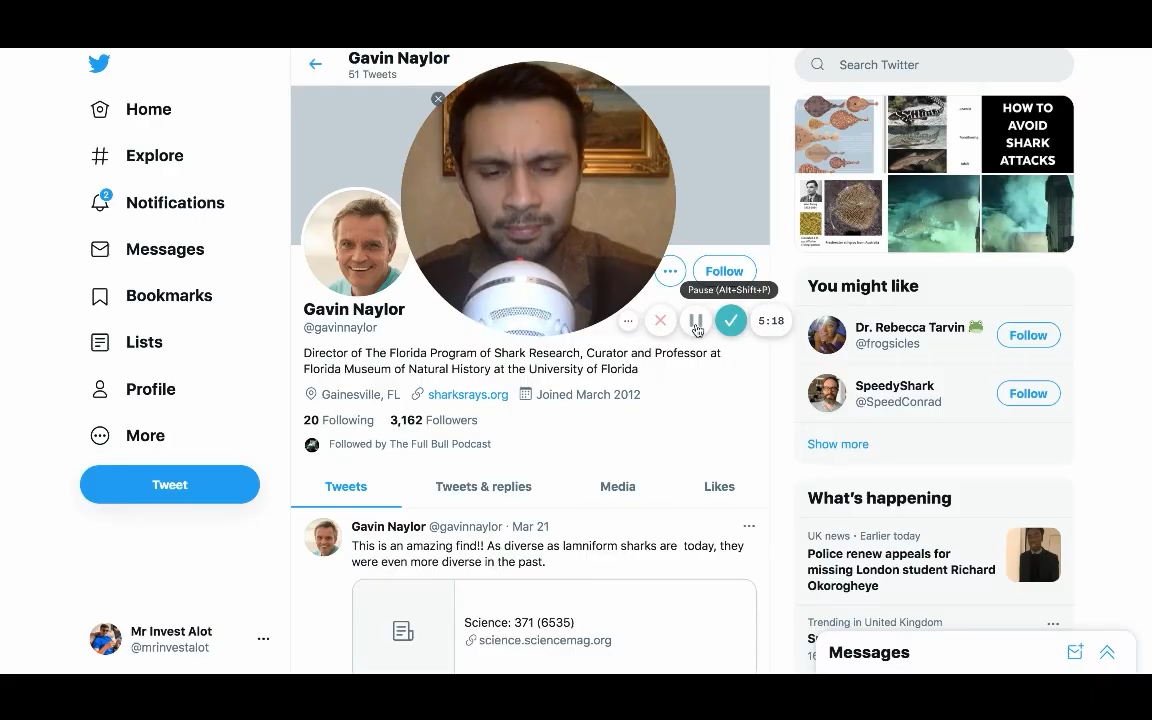 Gavin Naylor
51 Tweets
Search Twitter
Home
Explore
2
Notifications
Messages
Bookmarks
Lists
Profile
More
Tweet
Mr Invest Alot
@mrinvestalot
Follow
Pause (Alt+Shift+P)
5:18
Gavin Naylor
@gavinnaylor
Director of The Florida Program of Shark Research, Curator and Professor at
Florida Museum of Natural History at the University of Florida
Gainesville, FL sharksrays.org Joined March 2012
20 Following 3,162 Followers
Followed by The Full Bull Podcast
Tweets Tweets & replies Media Likes
Gavin Naylor @gavinnaylor · Mar 21
This is an amazing find!! As diverse as lamniform sharks are today, they
were even more diverse in the past.
Science: 371 (6535)
science.sciencemag.org
HOW TO
AVOID
SHARK
ATTACKS
You might like
Dr. Rebecca Tarvin
@frogsicles
Follow
SpeedyShark
@SpeedConrad
Follow
Show more
What's happening
UK news · Earlier today
Police renew appeals for
missing London student Richard
Okorogheye
Trending in United Kingdom
Messages